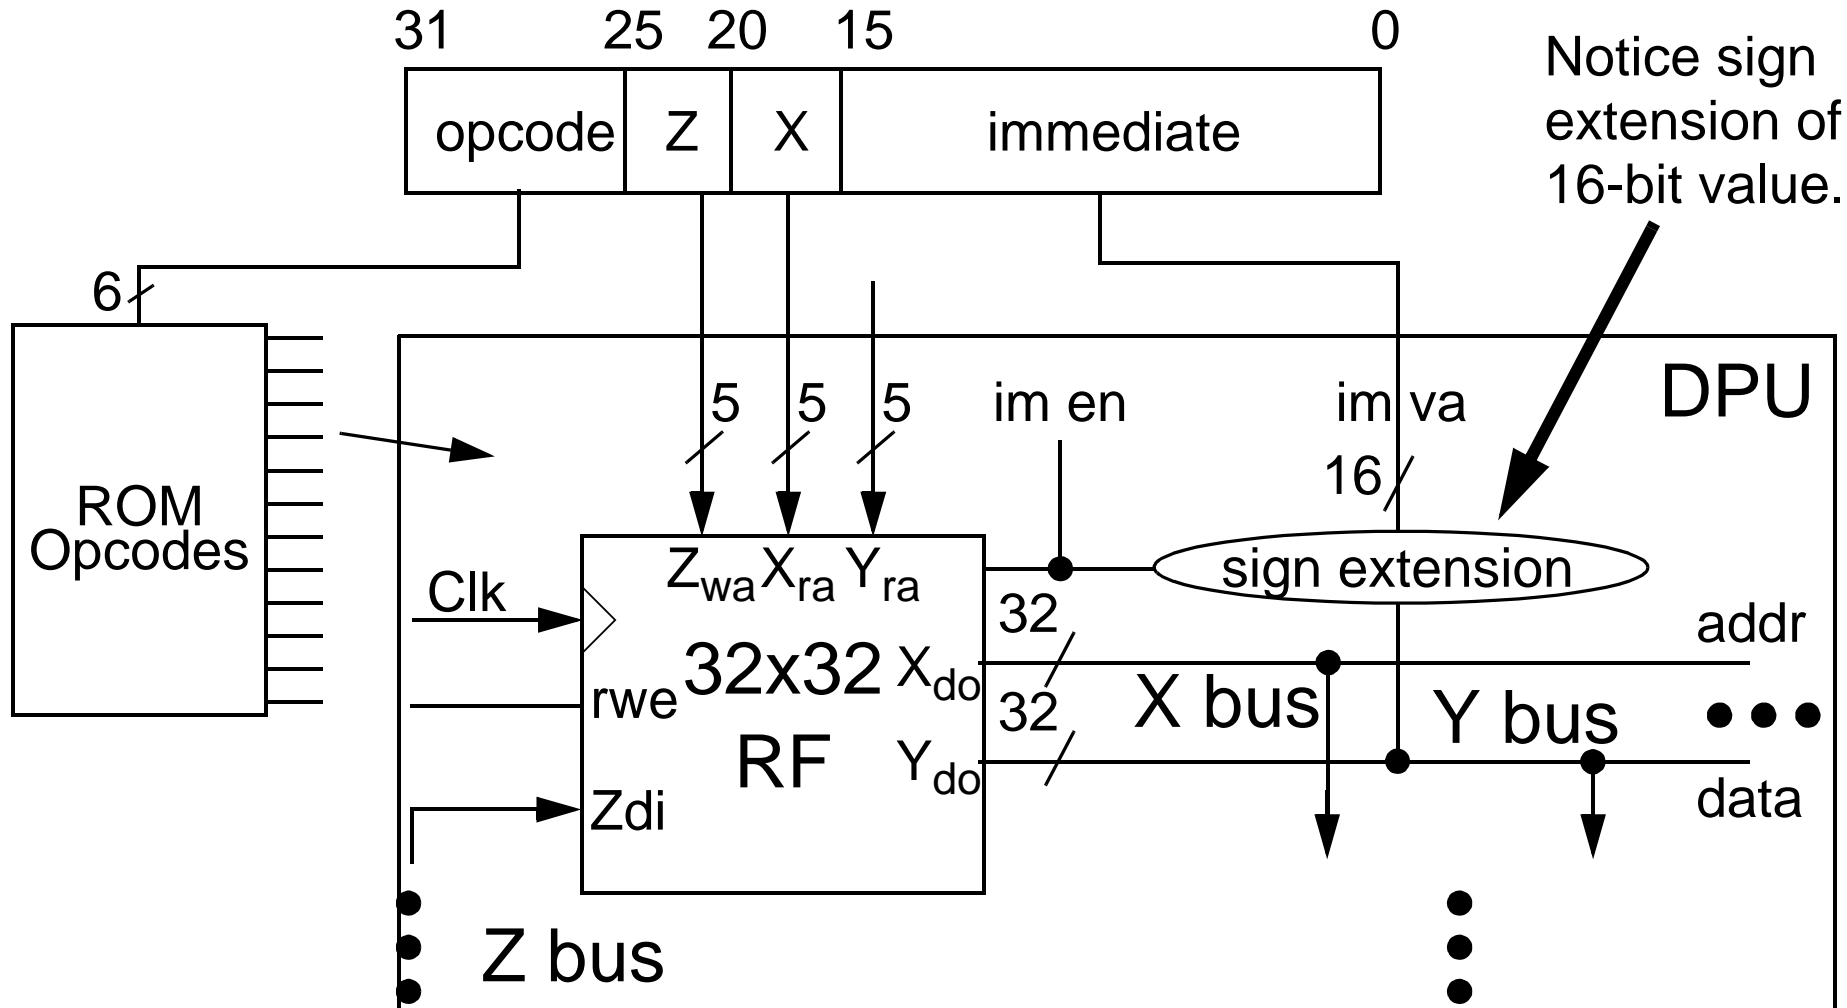 31 25 20 15 0
Notice sign
extension of
16-bit value.
opcode Z X immediate
6
DPU
5 5 5 im en im va
16
ROM
Opcodes
Zwa Xra Yra
sign extension
Clk
32
addr
32x32 Xdo
rwe
32
X bus Y bus
RF Ydo
Zdi
data
Z bus